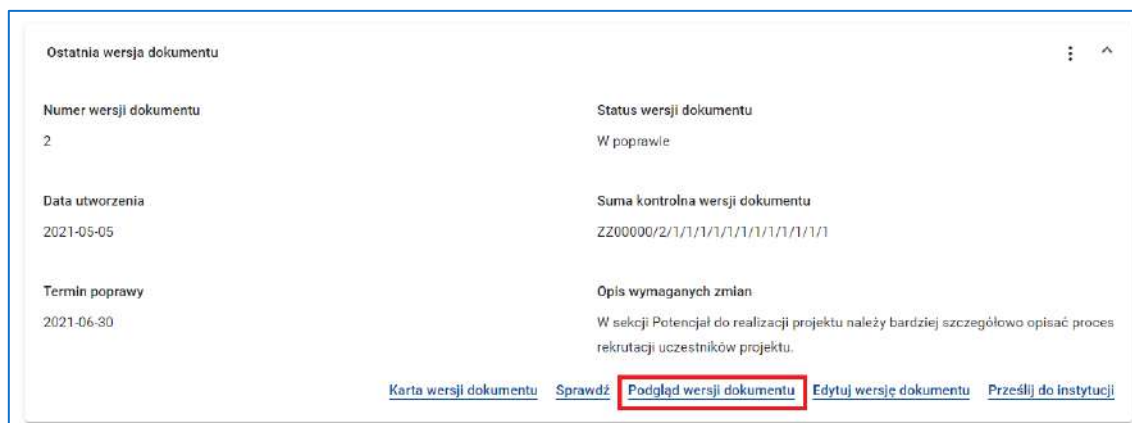 Ostatnia wersja dokumentu
Numer wersji dokumentu
Status wersji dokumentu
2
W poprawie
Data utworzenia
Suma kontrolna wersji dokumentu
2021-05-05
ZZ00000/2/1/1/1/1/1/1/1/1/1/1/1/1
Termin poprawy
Opis wymaganych zmian
2021-06-30
W sekcji Potencjał do realizacji projektu należy bardziej szczegółowo opisać proces
rekrutacji uczestników projektu.
Karta wersji dokumentu Sprawdź Podgląd wersji dokumentu Edytuj wersję dokumentu Prześlij do instytucji